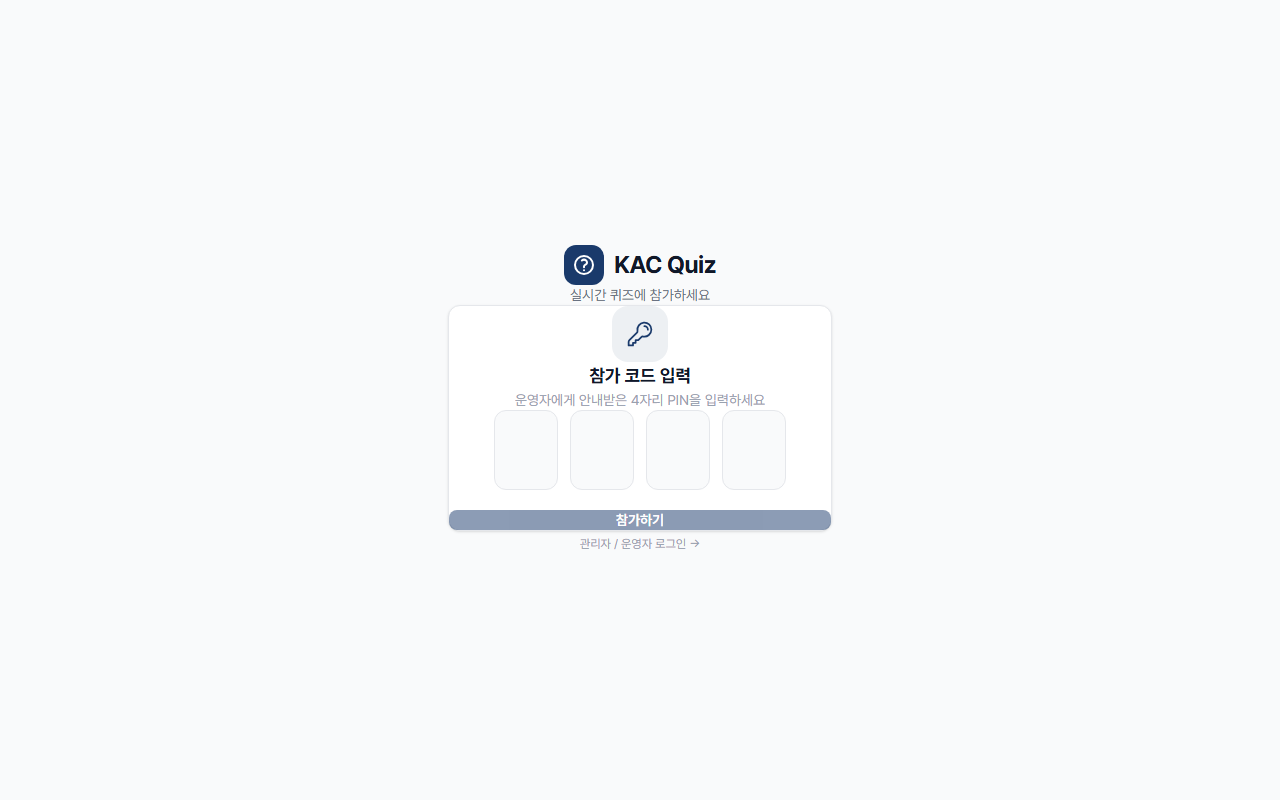 KAC Quiz
실시간 퀴즈에 참가하세요
참가 코드 입력
운영자에게 안내받은 4자리 PIN을 입력하세요
참가하기
관리자 / 운영자 로그인 →